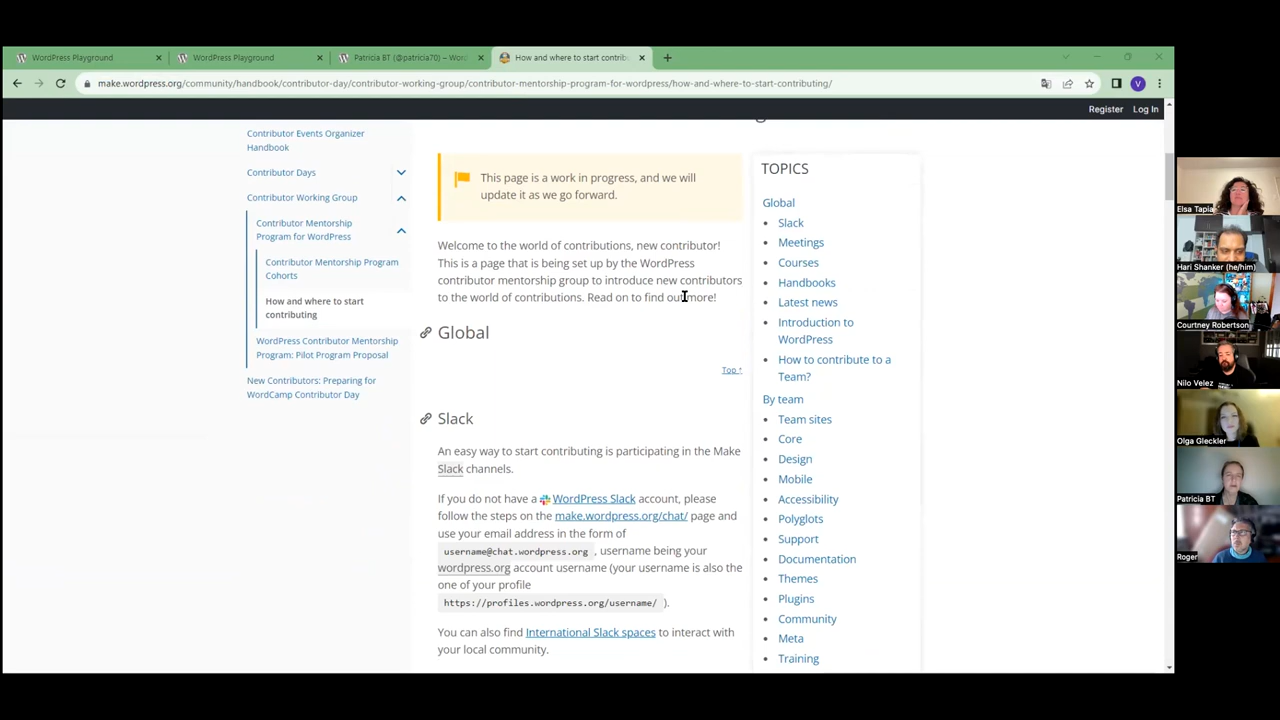 WordPress Playground
WordPress Playground
Patricia BT (@patricia70) – Wor
How and where to start contrib
make.wordpress.org/community/handbook/contributor-day/contributor-working-group/contributor-mentorship-program-for-wordpress/how-and-where-to-start-contributing/
V
Register Log In
Contributor Events Organizer
Handbook
Contributor Days
Contributor Working Group
Contributor Mentorship
Program for WordPress
Contributor Mentorship Program
Cohorts
How and where to start
contributing
WordPress Contributor Mentorship
Program: Pilot Program Proposal
New Contributors: Preparing for
WordCamp Contributor Day
This page is a work in progress, and we will
update it as we go forward.
Welcome to the world of contributions, new contributor!
This is a page that is being set up by the WordPress
contributor mentorship group to introduce new contributors
to the world of contributions. Read on to find out more!
Global
Top ↑
Slack
An easy way to start contributing is participating in the Make
Slack channels.
If you do not have a WordPress Slack account, please
follow the steps on the make.wordpress.org/chat/ page and
use your email address in the form of
username@chat.wordpress.org , username being your
wordpress.org account username (your username is also the
one of your profile
https://profiles.wordpress.org/username/ ).
You can also find International Slack spaces to interact with
your local community.
TOPICS
Global
Slack
Meetings
Courses
Handbooks
Latest news
Introduction to
WordPress
How to contribute to a
Team?
By team
Team sites
Core
Design
Mobile
Accessibility
Polyglots
Support
Documentation
Themes
Plugins
Community
Meta
Training
Elsa Tapia
Hari Shanker (he/him)
Courtney Robertson
Nilo Velez
Olga Gleckler
Patricia BT
Roger